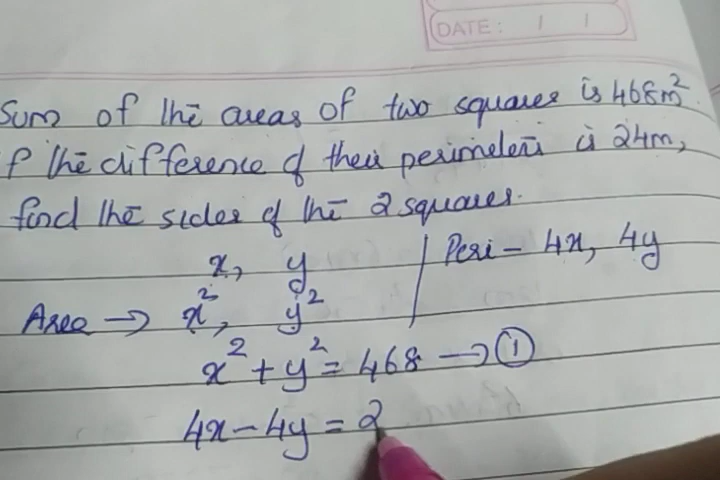 DATE: / /
Sum of the areas of two squares is 468m²
f the difference of their perimeters is 24m,
find the sides of the 2 squares.
x, y | Peri - 4x, 4y
Area → x², y²
x² + y² = 468 → ①
4x - 4y = 2